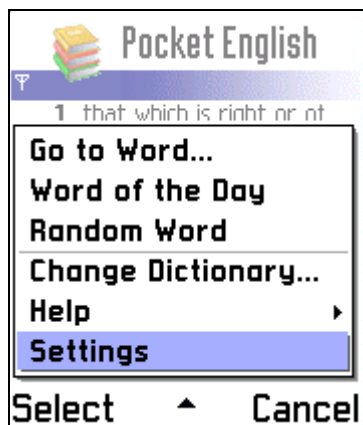 Pocket English
1 that which is right or of
Go to Word...
Word of the Day
Random Word
Change Dictionary...
Help
Settings
Select Cancel